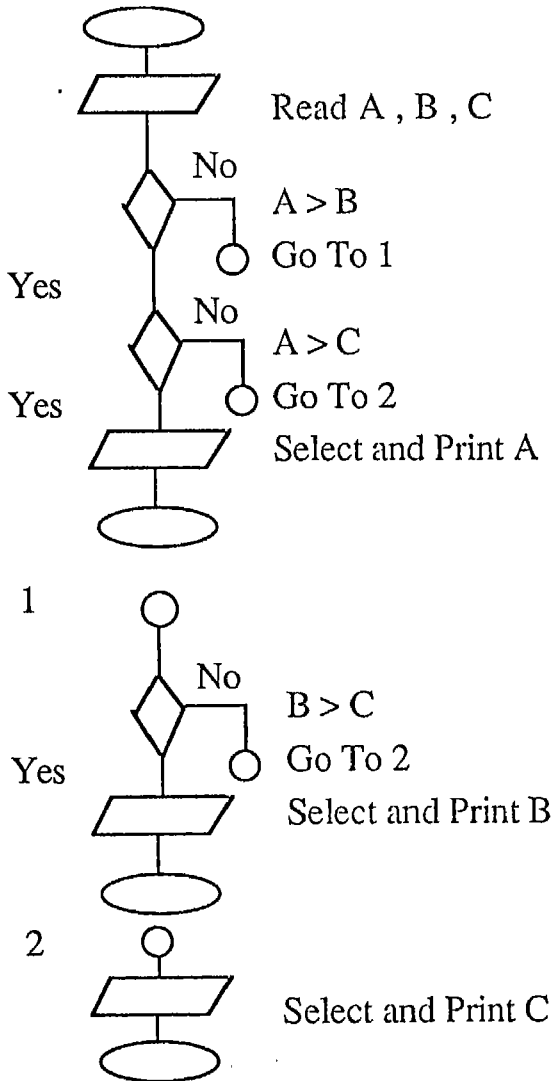 Read A , B , C
No
A > B
Go To 1
Yes
No
A > C
Go To 2
Yes
Select and Print A
1
No
B > C
Go To 2
Yes
Select and Print B
2
Select and Print C